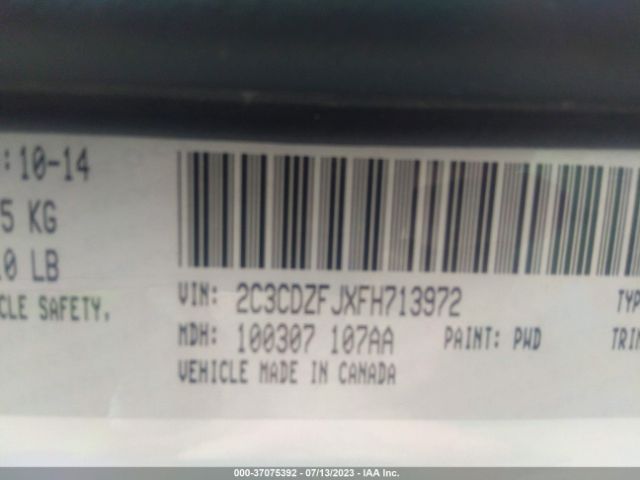 :10-14
5 KG
0 LB
CLE SAFETY,
VIN: 2C3CDZFJXFH713972
TYP
MDH: 100307 107AA
PAINT: PWD
TRIM
VEHICLE MADE IN CANADA
000-37075392 - 07/13/2023 - IAA Inc.